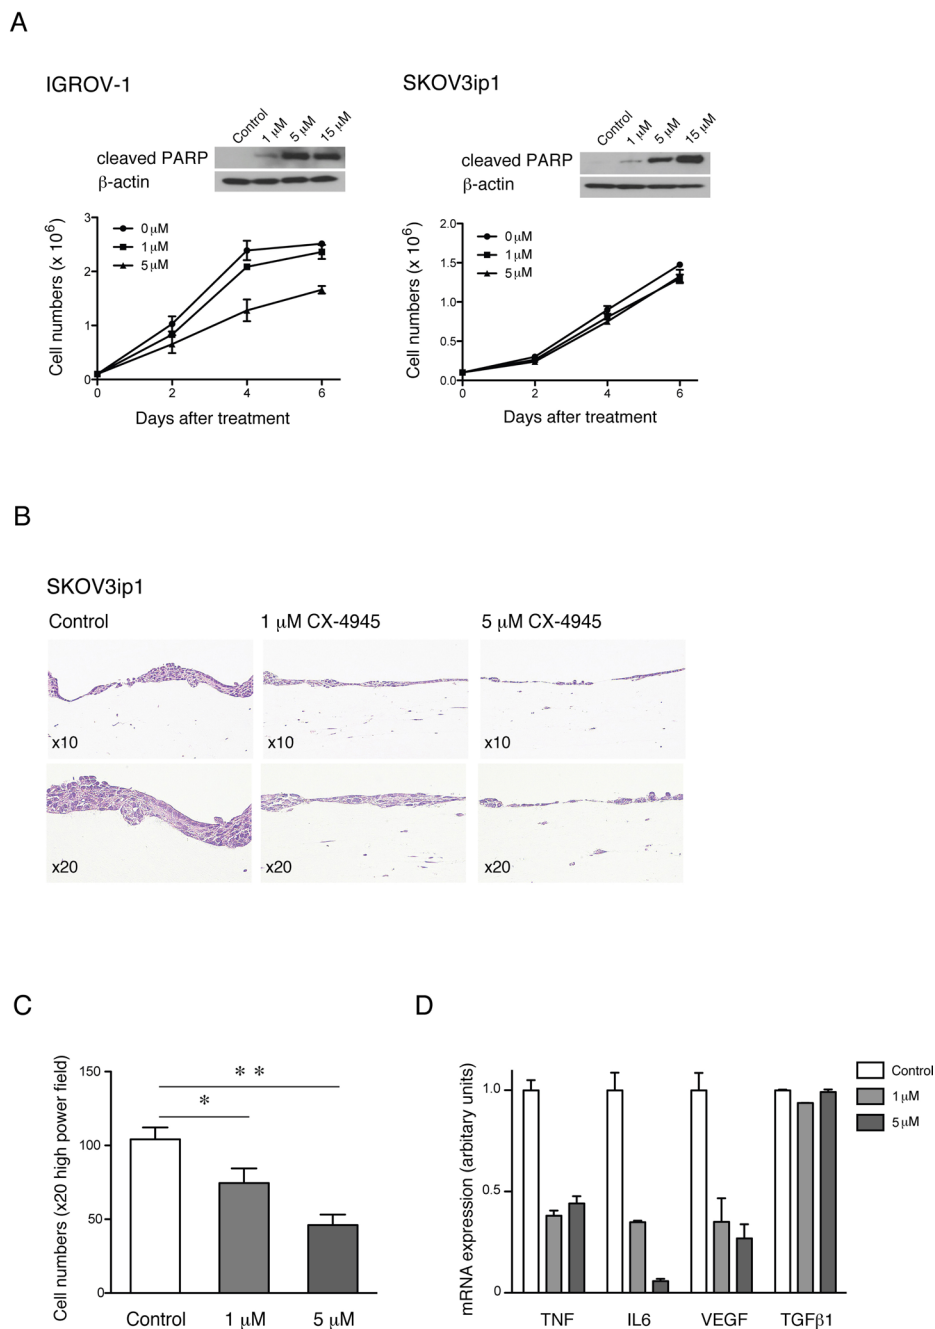 A
IGROV-1
SKOV3ip1
Control
1 μM
5 μM
15 μM
Control
1 μM
5 μM
15 μM
cleaved PARP
β-actin
cleaved PARP
β-actin
Cell numbers (x 10⁶)
3
2
1
0
0 μM
1 μM
5 μM
0 2 4 6
Days after treatment
Cell numbers (x 10⁶)
2.0
1.5
1.0
0.5
0.0
0 μM
1 μM
5 μM
0 2 4 6
Days after treatment
B
SKOV3ip1
Control
1 μM CX-4945
5 μM CX-4945
x10
x10
x10
x20
x20
x20
C
Cell numbers (x20 high power field)
150
100
50
0
* *
*
Control 1 μM 5 μM
D
mRNA expression (arbitary units)
1.0
0.5
0
Control
1 μM
5 μM
TNF IL6 VEGF TGFβ1